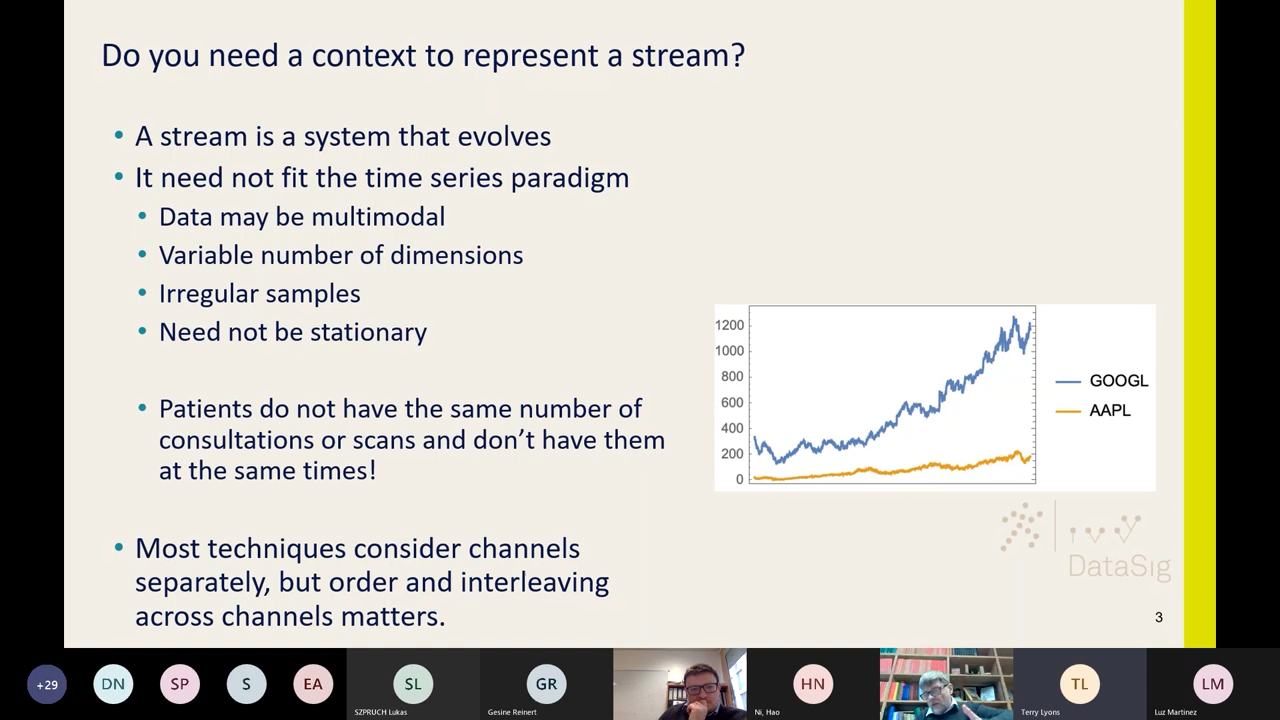 Do you need a context to represent a stream?
• A stream is a system that evolves
• It need not fit the time series paradigm
• Data may be multimodal
• Variable number of dimensions
• Irregular samples
• Need not be stationary
• Patients do not have the same number of
consultations or scans and don’t have them
at the same times!
• Most techniques consider channels
separately, but order and interleaving
across channels matters.
1200
1000
800
600
400
200
0
GOOGL
AAPL
DataSig
3
+29
DN
SP
S
EA
SL
GR
HN
TL
LM
SZPRUCH Lukas
Gesine Reinert
Ni, Hao
Terry Lyons
Luz Martinez